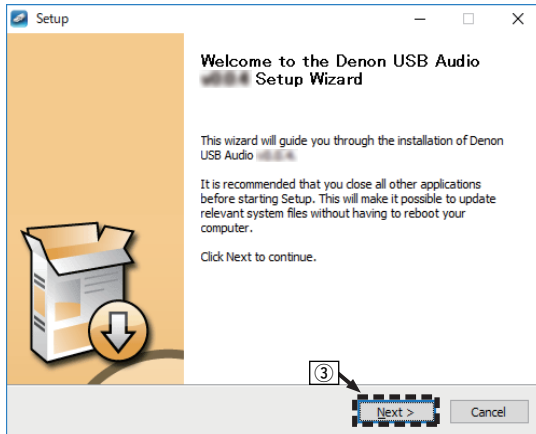 Setup
Welcome to the Denon USB Audio
Setup Wizard
This wizard will guide you through the installation of Denon
USB Audio
It is recommended that you close all other applications
before starting Setup. This will make it possible to update
relevant system files without having to reboot your
computer.
Click Next to continue.
③
Next >
Cancel